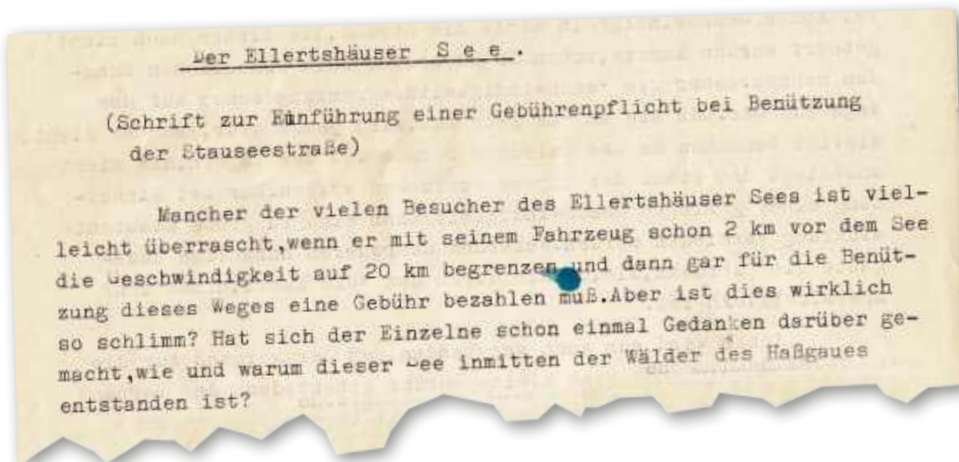 Der Ellertshäuser S e e .
(Schrift zur Einführung einer Gebührenpflicht bei Benützung
der Stauseestraße)
Mancher der vielen Besucher des Ellertshäuser Sees ist viel-
leicht überrascht,wenn er mit seinem Fahrzeug schon 2 km vor dem See
die Geschwindigkeit auf 20 km begrenzen und dann gar für die Benüt-
zung dieses Weges eine Gebühr bezahlen muß.Aber ist dies wirklich
so schlimm? Hat sich der Einzelne schon einmal Gedanken darüber ge-
macht,wie und warum dieser See inmitten der Wälder des Haßgaues
entstanden ist?